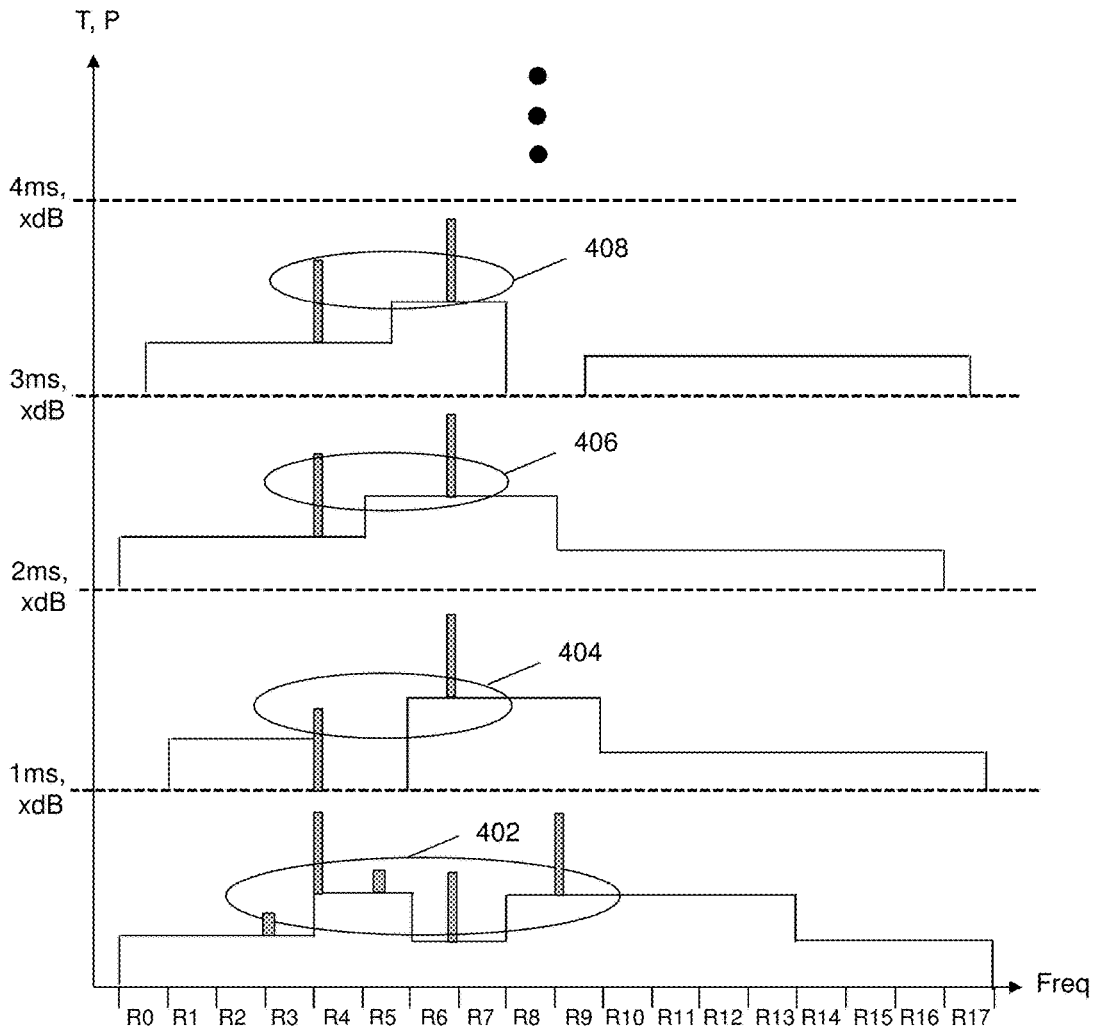 T, P
4ms,
xdB
408
3ms,
xdB
406
2ms,
xdB
404
1ms,
xdB
402
Freq
R0 R1 R2 R3 R4 R5 R6 R7 R8 R9 R10 R11 R12 R13 R14 R15 R16 R17